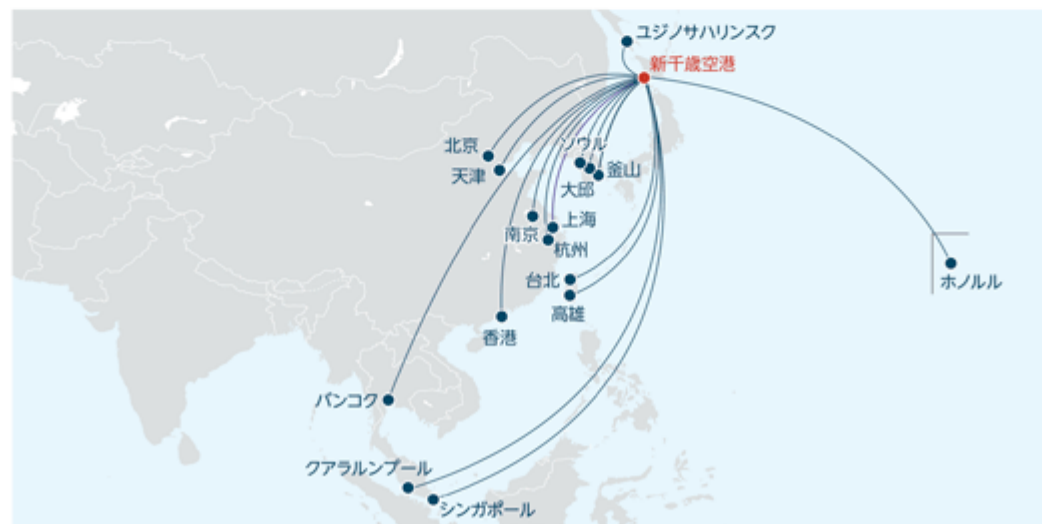 ユジノサハリンスク
新千歳空港
北京
ソウル
天津
釜山
大邱
上海
南京
杭州
台北
ホノルル
高雄
香港
バンコク
クアラルンプール
シンガポール